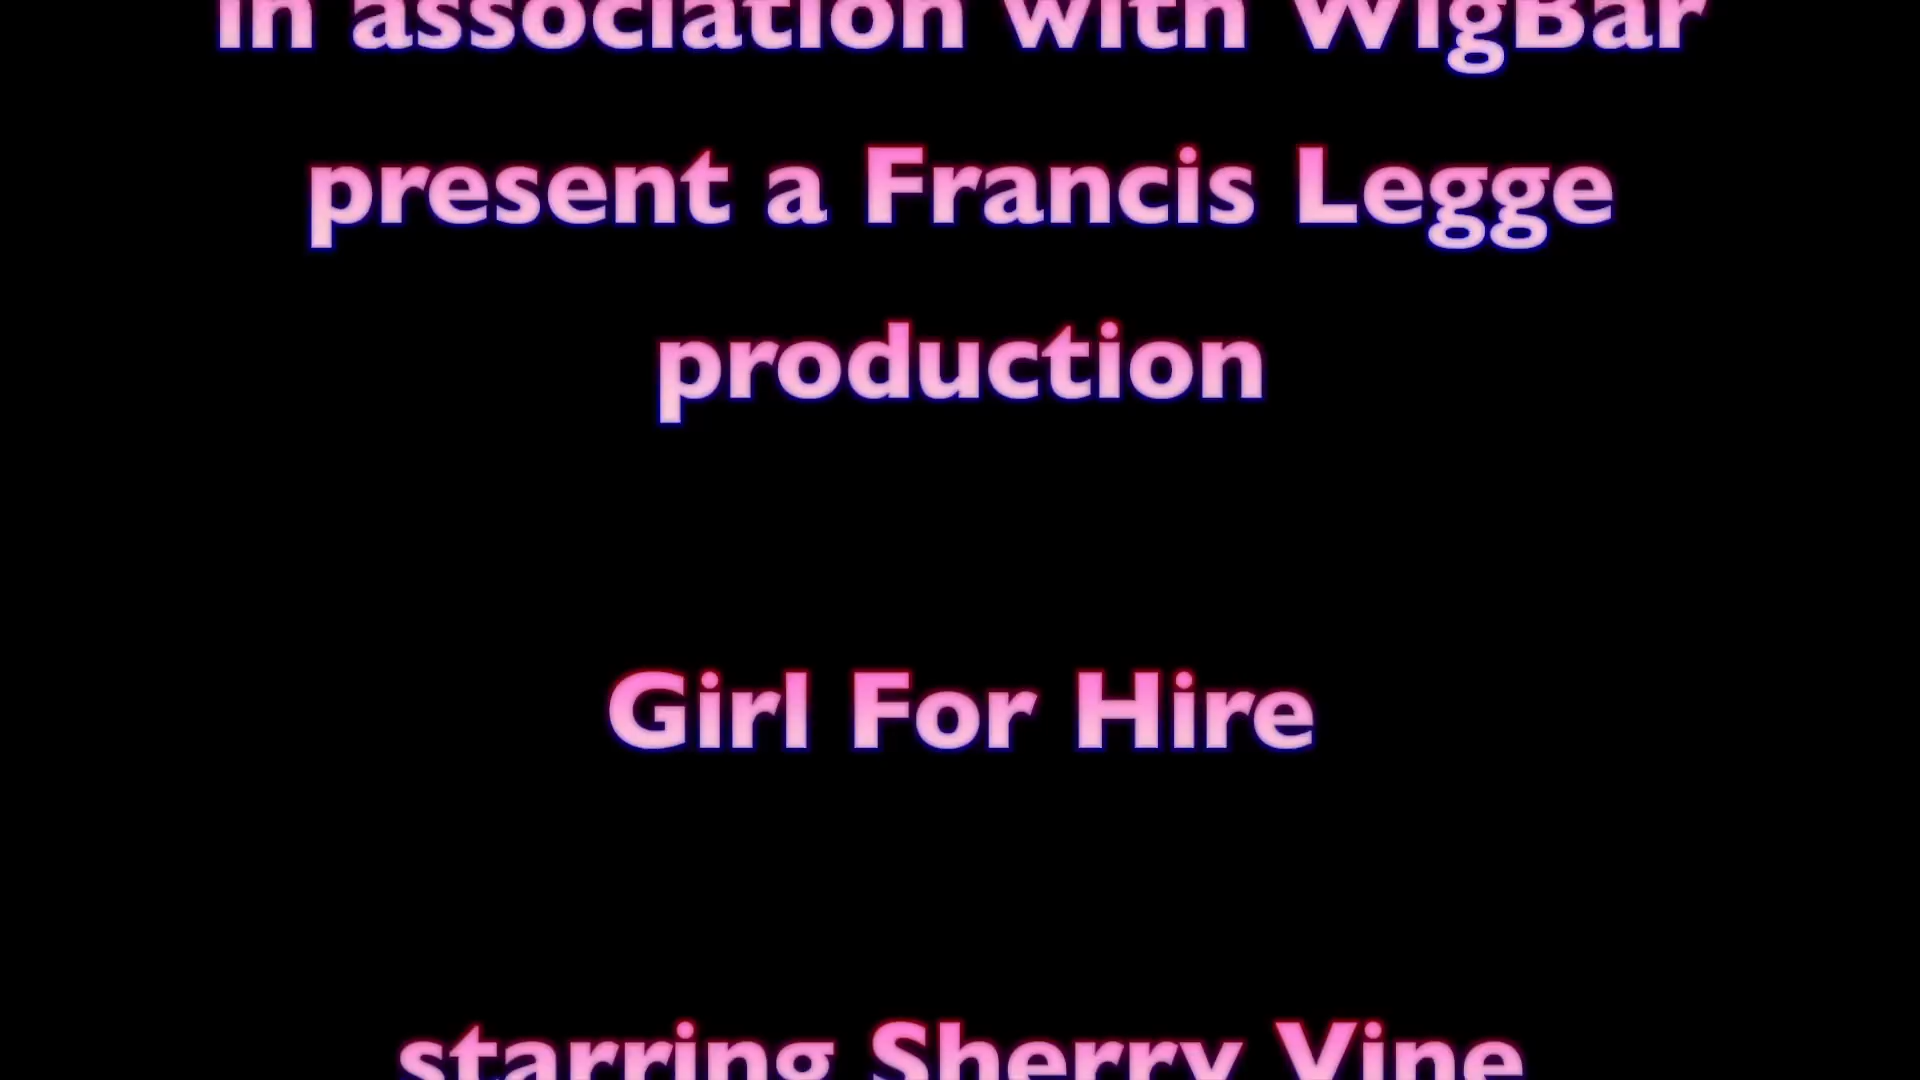 in association with WigBar
present a Francis Legge
production
Girl For Hire
starring Sherry Vine